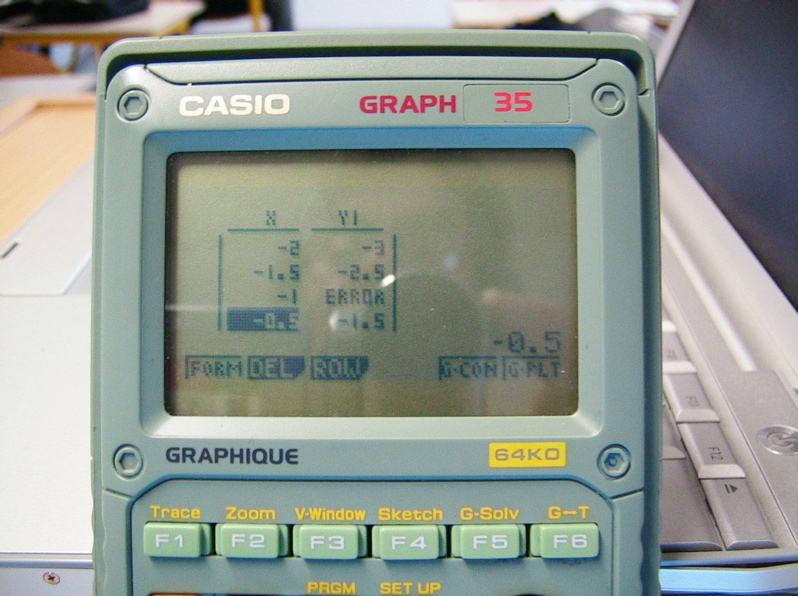 CASIO GRAPH 35
X Y1
-2 -3
-1.5 -2.5
-1 ERROR
-0.5 -1.5
-0.5
FORM DEL ROW G·CON G·PLT
GRAPHIQUE 64KO
Trace Zoom V-Window Sketch G-Solv G↔T
F1 F2 F3 F4 F5 F6
PRGM SET UP
F12